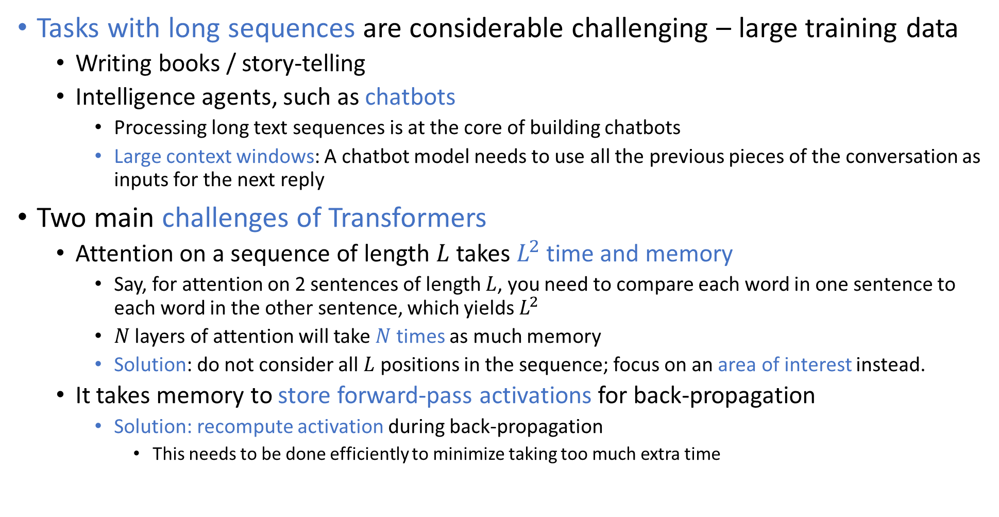 • Tasks with long sequences are considerable challenging – large training data
• Writing books / story-telling
• Intelligence agents, such as chatbots
• Processing long text sequences is at the core of building chatbots
• Large context windows: A chatbot model needs to use all the previous pieces of the conversation as
inputs for the next reply
• Two main challenges of Transformers
• Attention on a sequence of length L takes L² time and memory
• Say, for attention on 2 sentences of length L, you need to compare each word in one sentence to
each word in the other sentence, which yields L²
• N layers of attention will take N times as much memory
• Solution: do not consider all L positions in the sequence; focus on an area of interest instead.
• It takes memory to store forward-pass activations for back-propagation
• Solution: recompute activation during back-propagation
• This needs to be done efficiently to minimize taking too much extra time